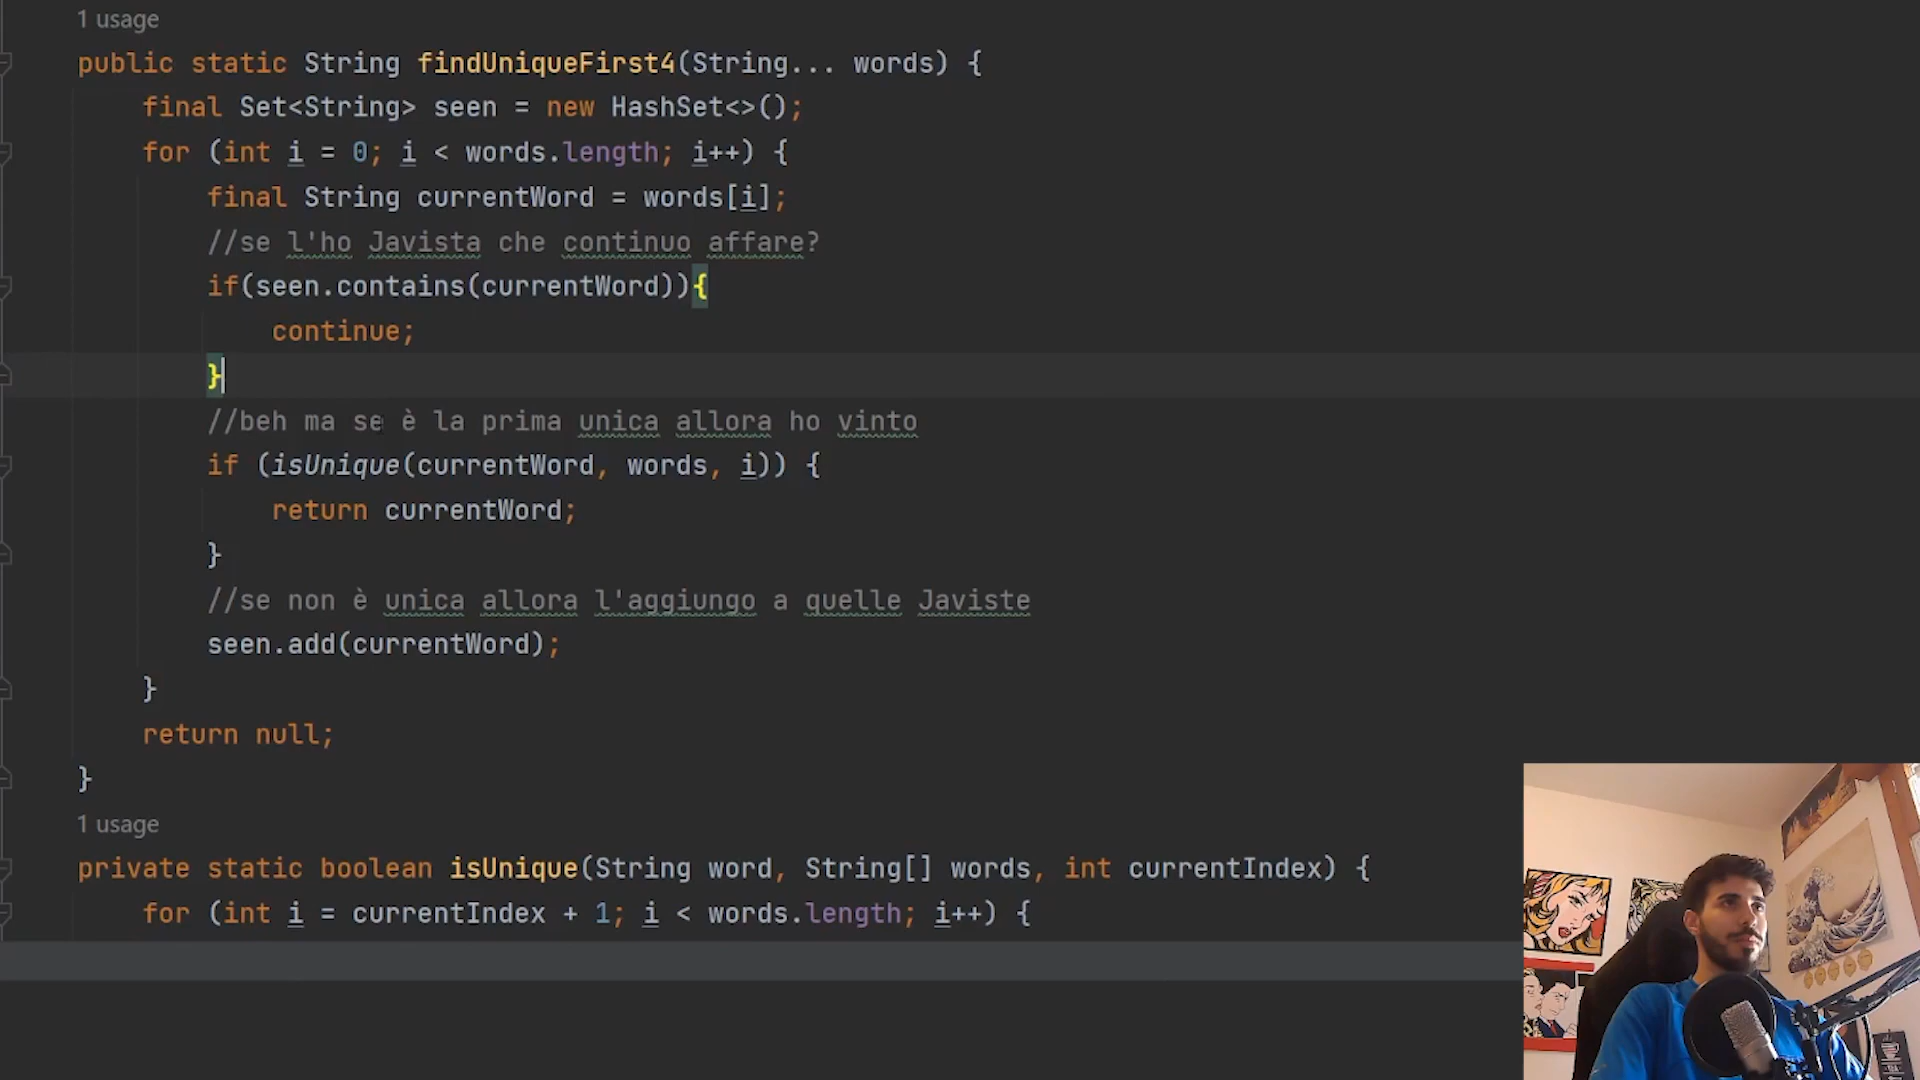 1 usage
public static String findUniqueFirst4(String... words) {
final Set<String> seen = new HashSet<>();
for (int i = 0; i < words.length; i++) {
final String currentWord = words[i];
//se l'ho Javista che continuo affare?
if(seen.contains(currentWord)){
continue;
}
//beh ma se è la prima unica allora ho vinto
if (isUnique(currentWord, words, i)) {
return currentWord;
}
//se non è unica allora l'aggiungo a quelle Javiste
seen.add(currentWord);
}
return null;
}
1 usage
private static boolean isUnique(String word, String[] words, int currentIndex) {
for (int i = currentIndex + 1; i < words.length; i++) {